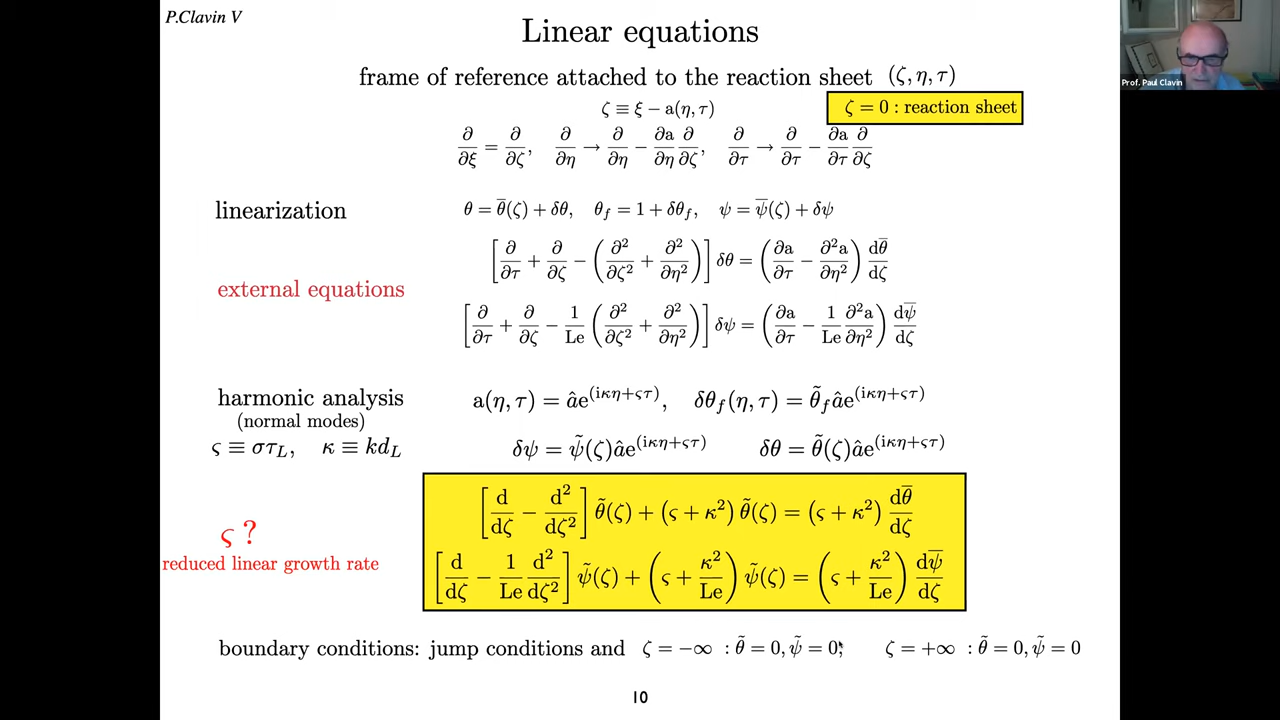 P.Clavin V
Linear equations
frame of reference attached to the reaction sheet (ζ, η, τ)
ζ ≡ ξ − a(η, τ)
ζ = 0 : reaction sheet
∂/∂ξ = ∂/∂ζ, ∂/∂η → ∂/∂η − ∂a/∂η ∂/∂ζ, ∂/∂τ → ∂/∂τ − ∂a/∂τ ∂/∂ζ
linearization θ = θ̅(ζ) + δθ, θ_f = 1 + δθ_f, ψ = ψ̅(ζ) + δψ
[∂/∂τ + ∂/∂ζ − (∂²/∂ζ² + ∂²/∂η²)] δθ = (∂a/∂τ − ∂²a/∂η²) dθ̅/dζ
external equations
[∂/∂τ + ∂/∂ζ − 1/Le (∂²/∂ζ² + ∂²/∂η²)] δψ = (∂a/∂τ − 1/Le ∂²a/∂η²) dψ̅/dζ
harmonic analysis a(η, τ) = âe^(iκη+ςτ), δθ_f(η, τ) = θ̃_f âe^(iκη+ςτ)
(normal modes)
ς ≡ στ_L, κ ≡ kd_L δψ = ψ̃(ζ)âe^(iκη+ςτ) δθ = θ̃(ζ)âe^(iκη+ςτ)
[d/dζ − d²/dζ²] θ̃(ζ) + (ς + κ²) θ̃(ζ) = (ς + κ²) dθ̅/dζ
ς ?
reduced linear growth rate
[d/dζ − 1/Le d²/dζ²] ψ̃(ζ) + (ς + κ²/Le) ψ̃(ζ) = (ς + κ²/Le) dψ̅/dζ
boundary conditions: jump conditions and ζ = −∞ : θ̃ = 0, ψ̃ = 0; ζ = +∞ : θ̃ = 0, ψ̃ = 0
10
Prof. Paul Clavin